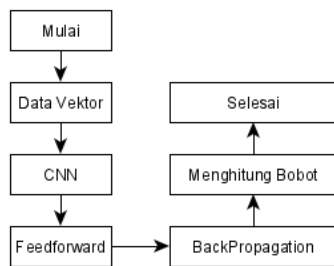 Mulai
Data Vektor
CNN
Feedforward
BackPropagation
Menghitung Bobot
Selesai